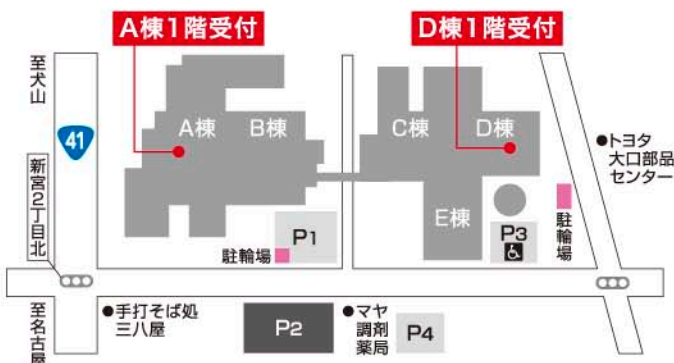 A棟1階受付
D棟1階受付
至犬山
41
A棟
B棟
C棟
D棟
●トヨタ
大口部品
センター
新宮2丁目北
E棟
P1
駐輪場
P3
駐輪場
至名古屋
●手打そば処
三八屋
P2
●マヤ
調剤
薬局
P4